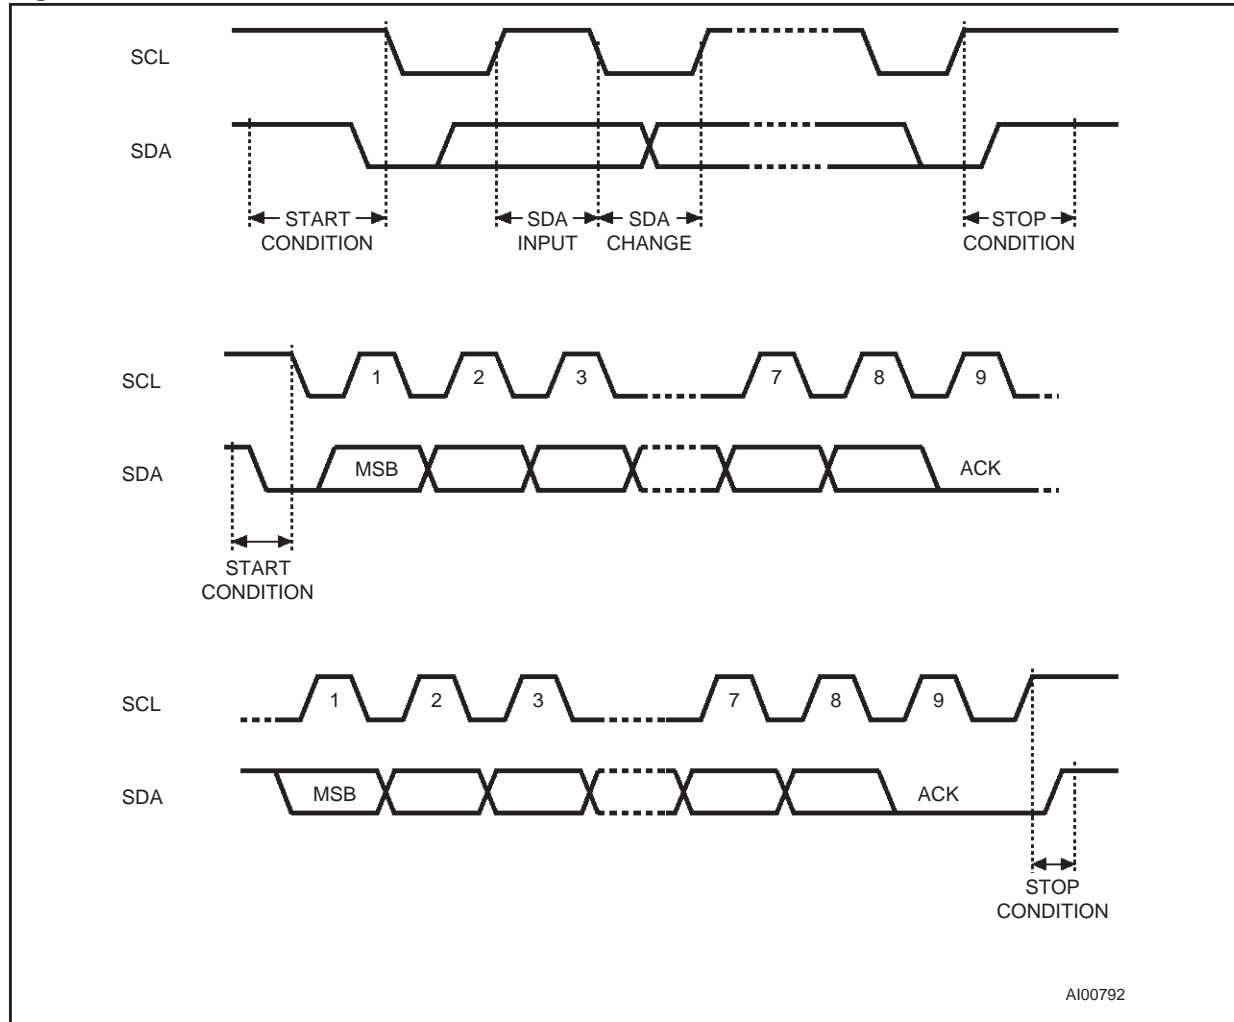 SCL
SDA
START CONDITION
SDA INPUT
SDA CHANGE
STOP CONDITION
SCL
1 2 3 7 8 9
SDA
MSB
ACK
START CONDITION
SCL
1 2 3 7 8 9
SDA
MSB
ACK
STOP CONDITION
AI00792